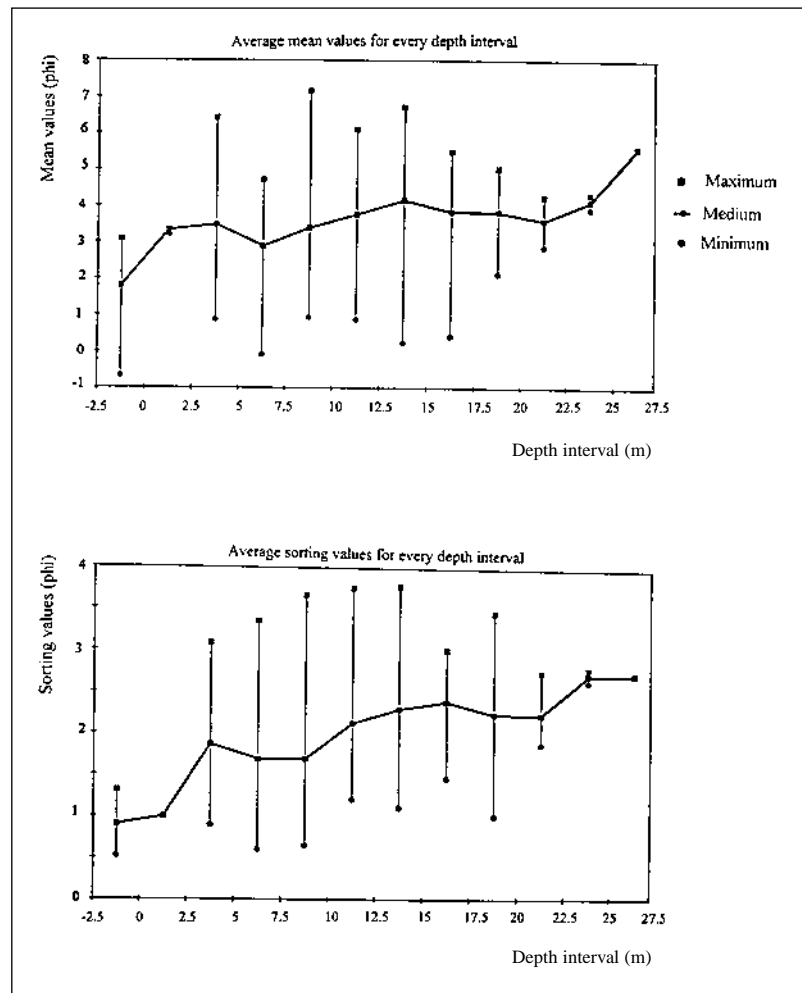 Average mean values for every depth interval
Mean values (phi)
8
7
6
5
4
3
2
1
0
-1
-2.5 0 2.5 5 7.5 10 12.5 15 17.5 20 22.5 25 27.5
Depth interval (m)
Maximum
Medium
Minimum
Average sorting values for every depth interval
Sorting values (phi)
4
3
2
1
0
-2.5 0 2.5 5 7.5 10 12.5 15 17.5 20 22.5 25 27.5
Depth interval (m)